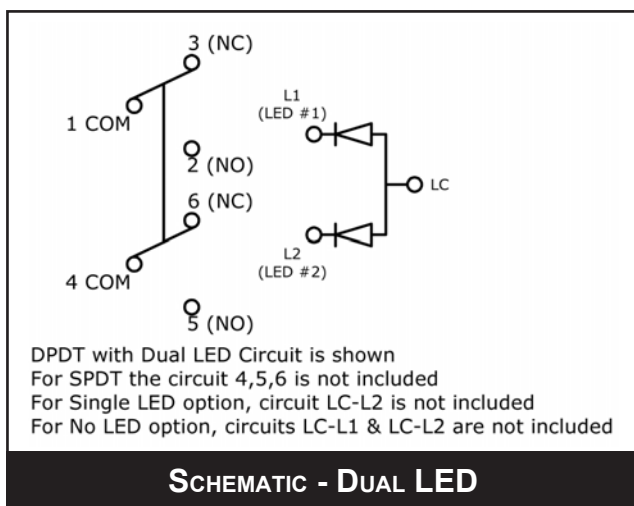 3 (NC)
1 COM
2 (NO)
6 (NC)
4 COM
5 (NO)
L1
(LED #1)
LC
L2
(LED #2)
DPDT with Dual LED Circuit is shown
For SPDT the circuit 4,5,6 is not included
For Single LED option, circuit LC-L2 is not included
For No LED option, circuits LC-L1 & LC-L2 are not included
SCHEMATIC - DUAL LED